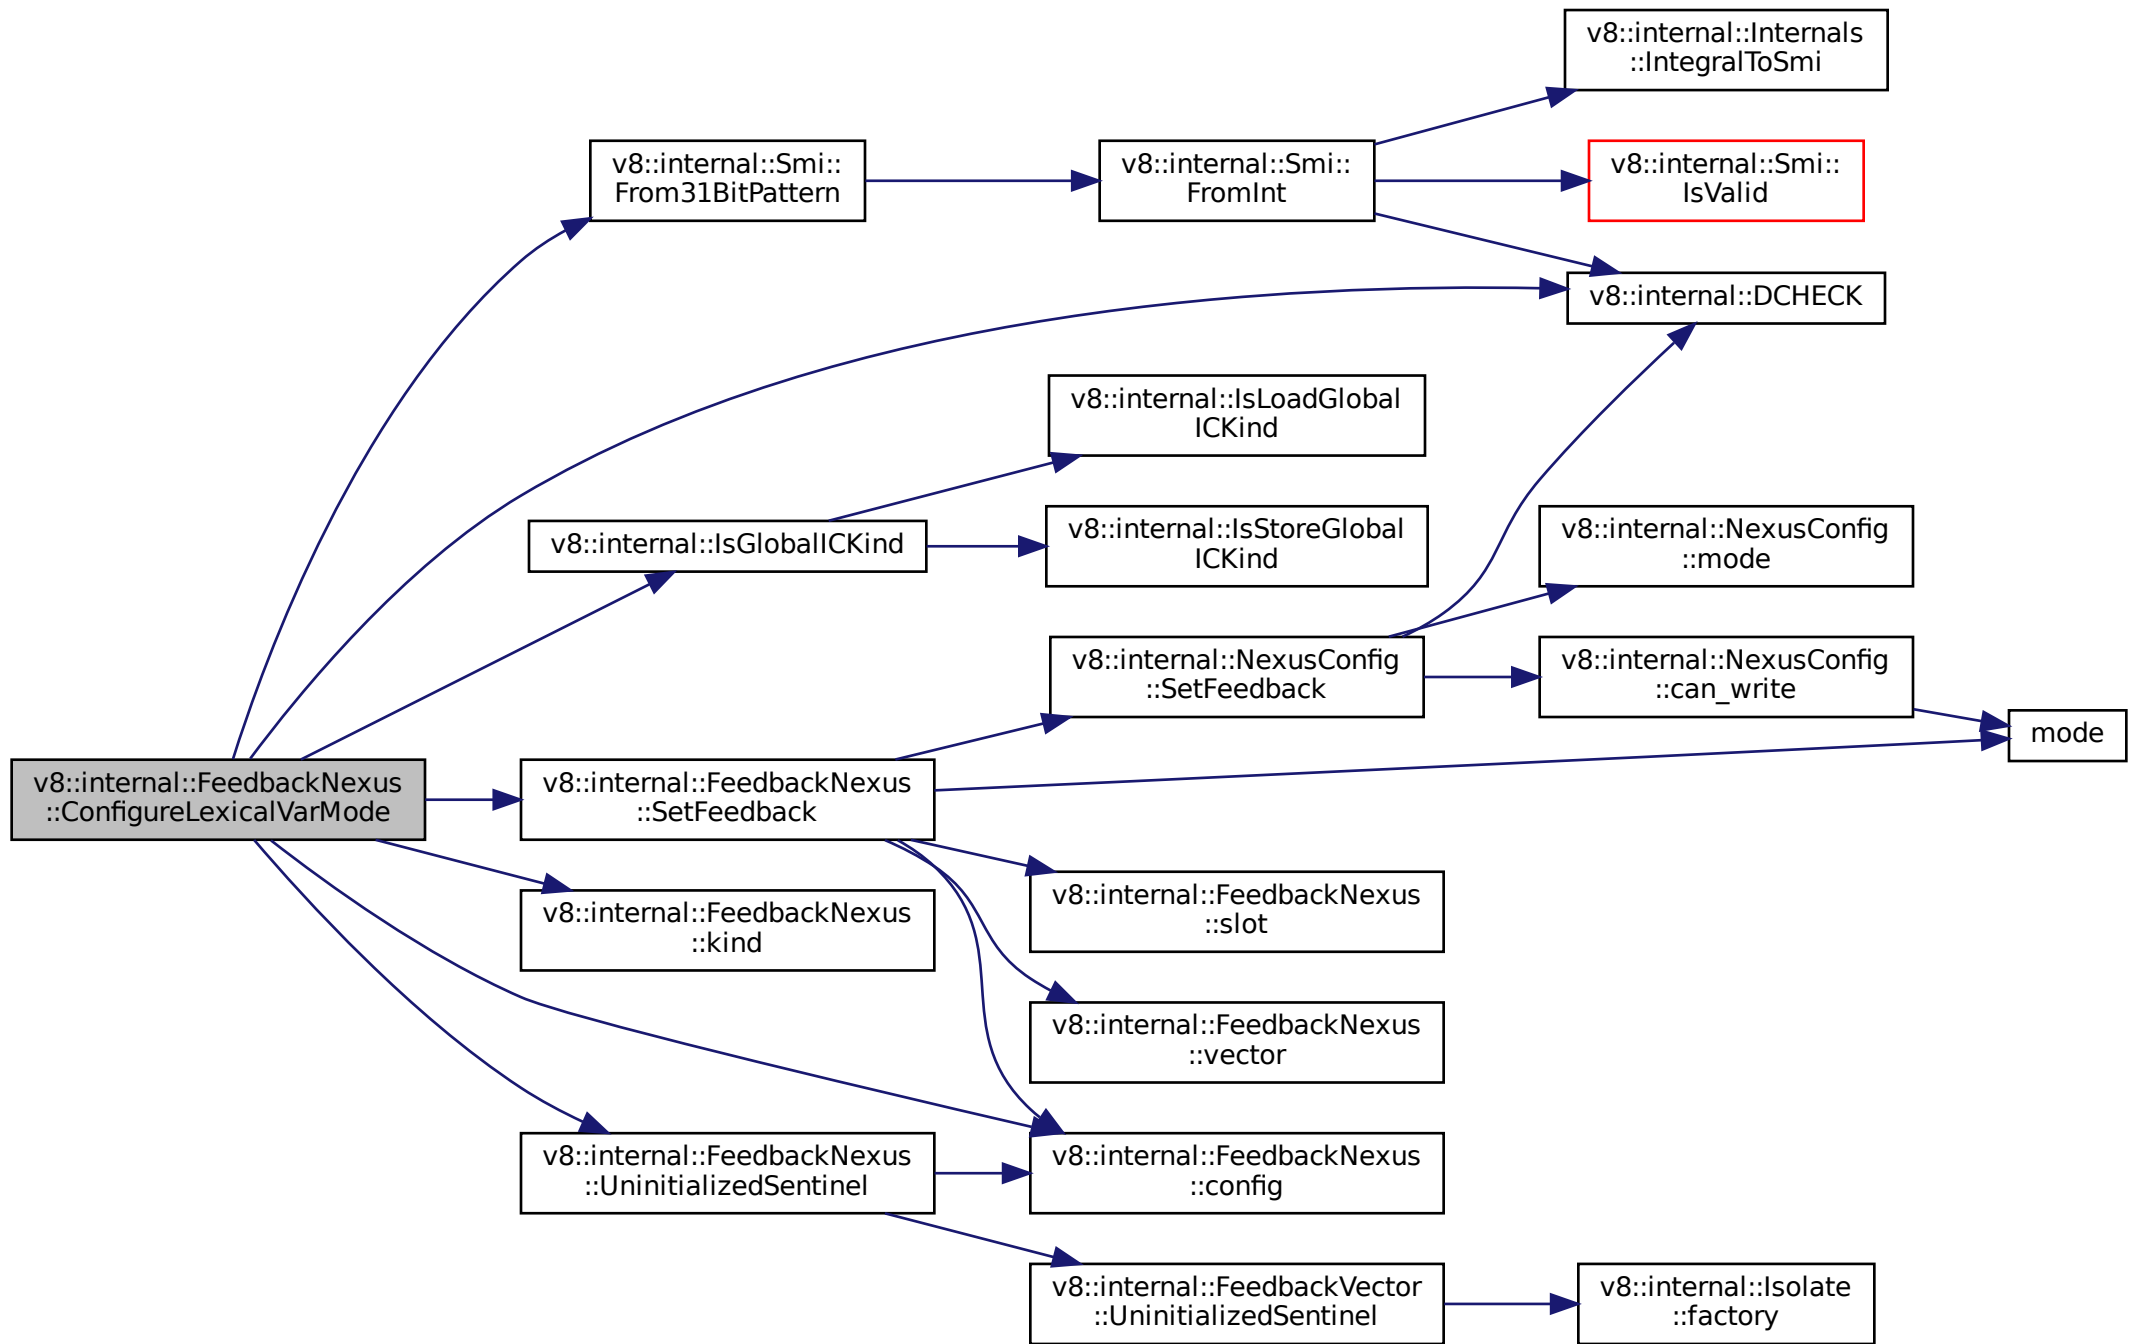 v8::internal::Internals
::IntegralToSmi
v8::internal::Smi::
From31BitPattern
v8::internal::Smi::
FromInt
v8::internal::Smi::
IsValid
v8::internal::DCHECK
v8::internal::IsLoadGlobal
ICKind
v8::internal::IsGlobalICKind
v8::internal::IsStoreGlobal
ICKind
v8::internal::NexusConfig
::mode
v8::internal::NexusConfig
::SetFeedback
v8::internal::NexusConfig
::can_write
mode
v8::internal::FeedbackNexus
::ConfigureLexicalVarMode
v8::internal::FeedbackNexus
::SetFeedback
v8::internal::FeedbackNexus
::slot
v8::internal::FeedbackNexus
::kind
v8::internal::FeedbackNexus
::vector
v8::internal::FeedbackNexus
::UninitializedSentinel
v8::internal::FeedbackNexus
::config
v8::internal::FeedbackVector
::UninitializedSentinel
v8::internal::Isolate
::factory